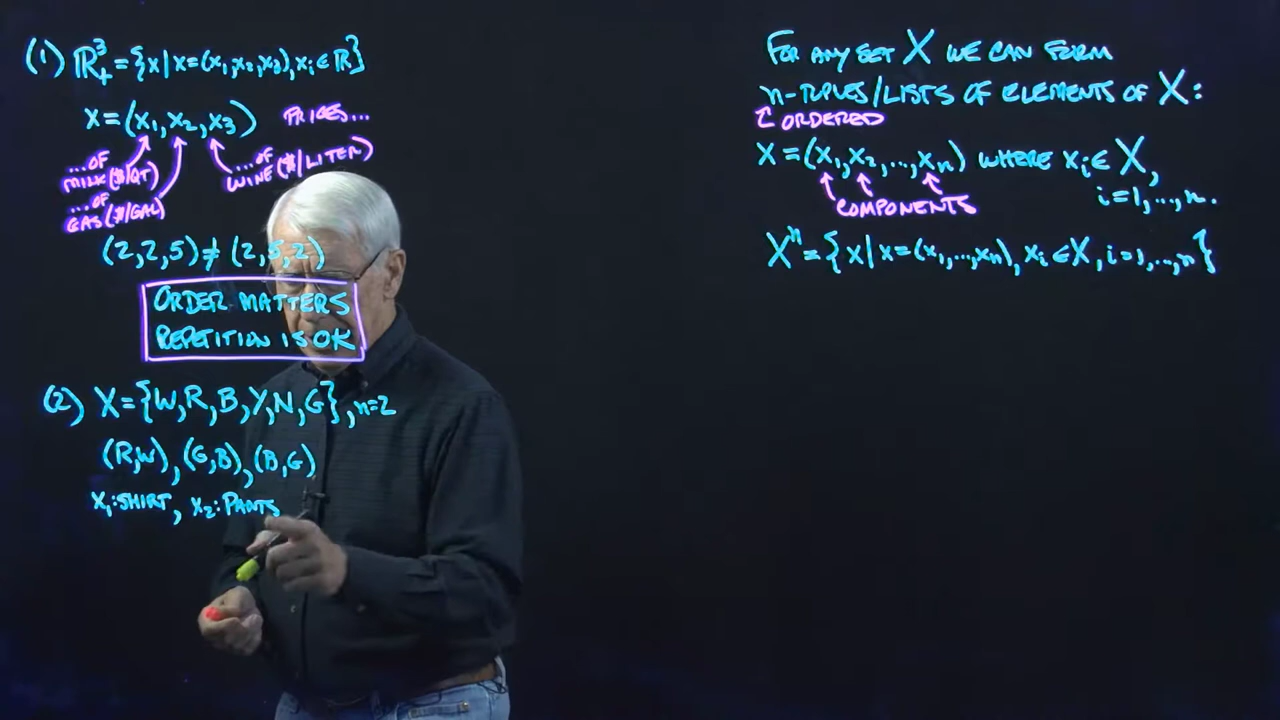 (1) ℝ³₊={x|x=(x₁,x₂,x₃),xᵢ∈ℝ}
x=(x₁,x₂,x₃) PRICES...
...OF MILK($/QT)
...OF GAS($/GAL)
...OF WINE($/LITER)
(2,2,5)≠(2,5,2)
ORDER MATTERS
REPETITION IS OK
(2) X={W,R,B,Y,N,G},n=2
(R,W),(G,B),(B,G)
x₁:SHIRT, x₂:PANTS
FOR ANY SET X WE CAN FORM
n-TUPLES/LISTS OF ELEMENTS OF X:
ORDERED
x=(x₁,x₂,...,xₙ) WHERE xᵢ∈X,
i=1,...,n.
COMPONENTS
Xⁿ={x|x=(x₁,...,xₙ),xᵢ∈X,i=1,...,n}